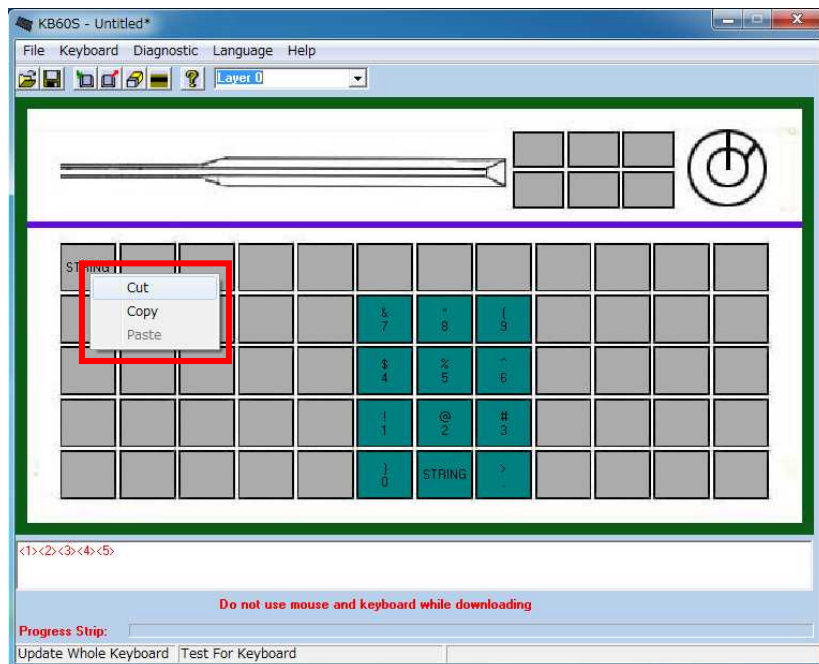 KB60S - Untitled*
File Keyboard Diagnostic Language Help
Layer 0
STRING
Cut
Copy
Paste
& * (
7 8 9
$ % ^
4 5 6
! @ #
1 2 3
) STRING >
0 .
<1><2><3><4><5>
Do not use mouse and keyboard while downloading
Progress Strip:
Update Whole Keyboard Test For Keyboard